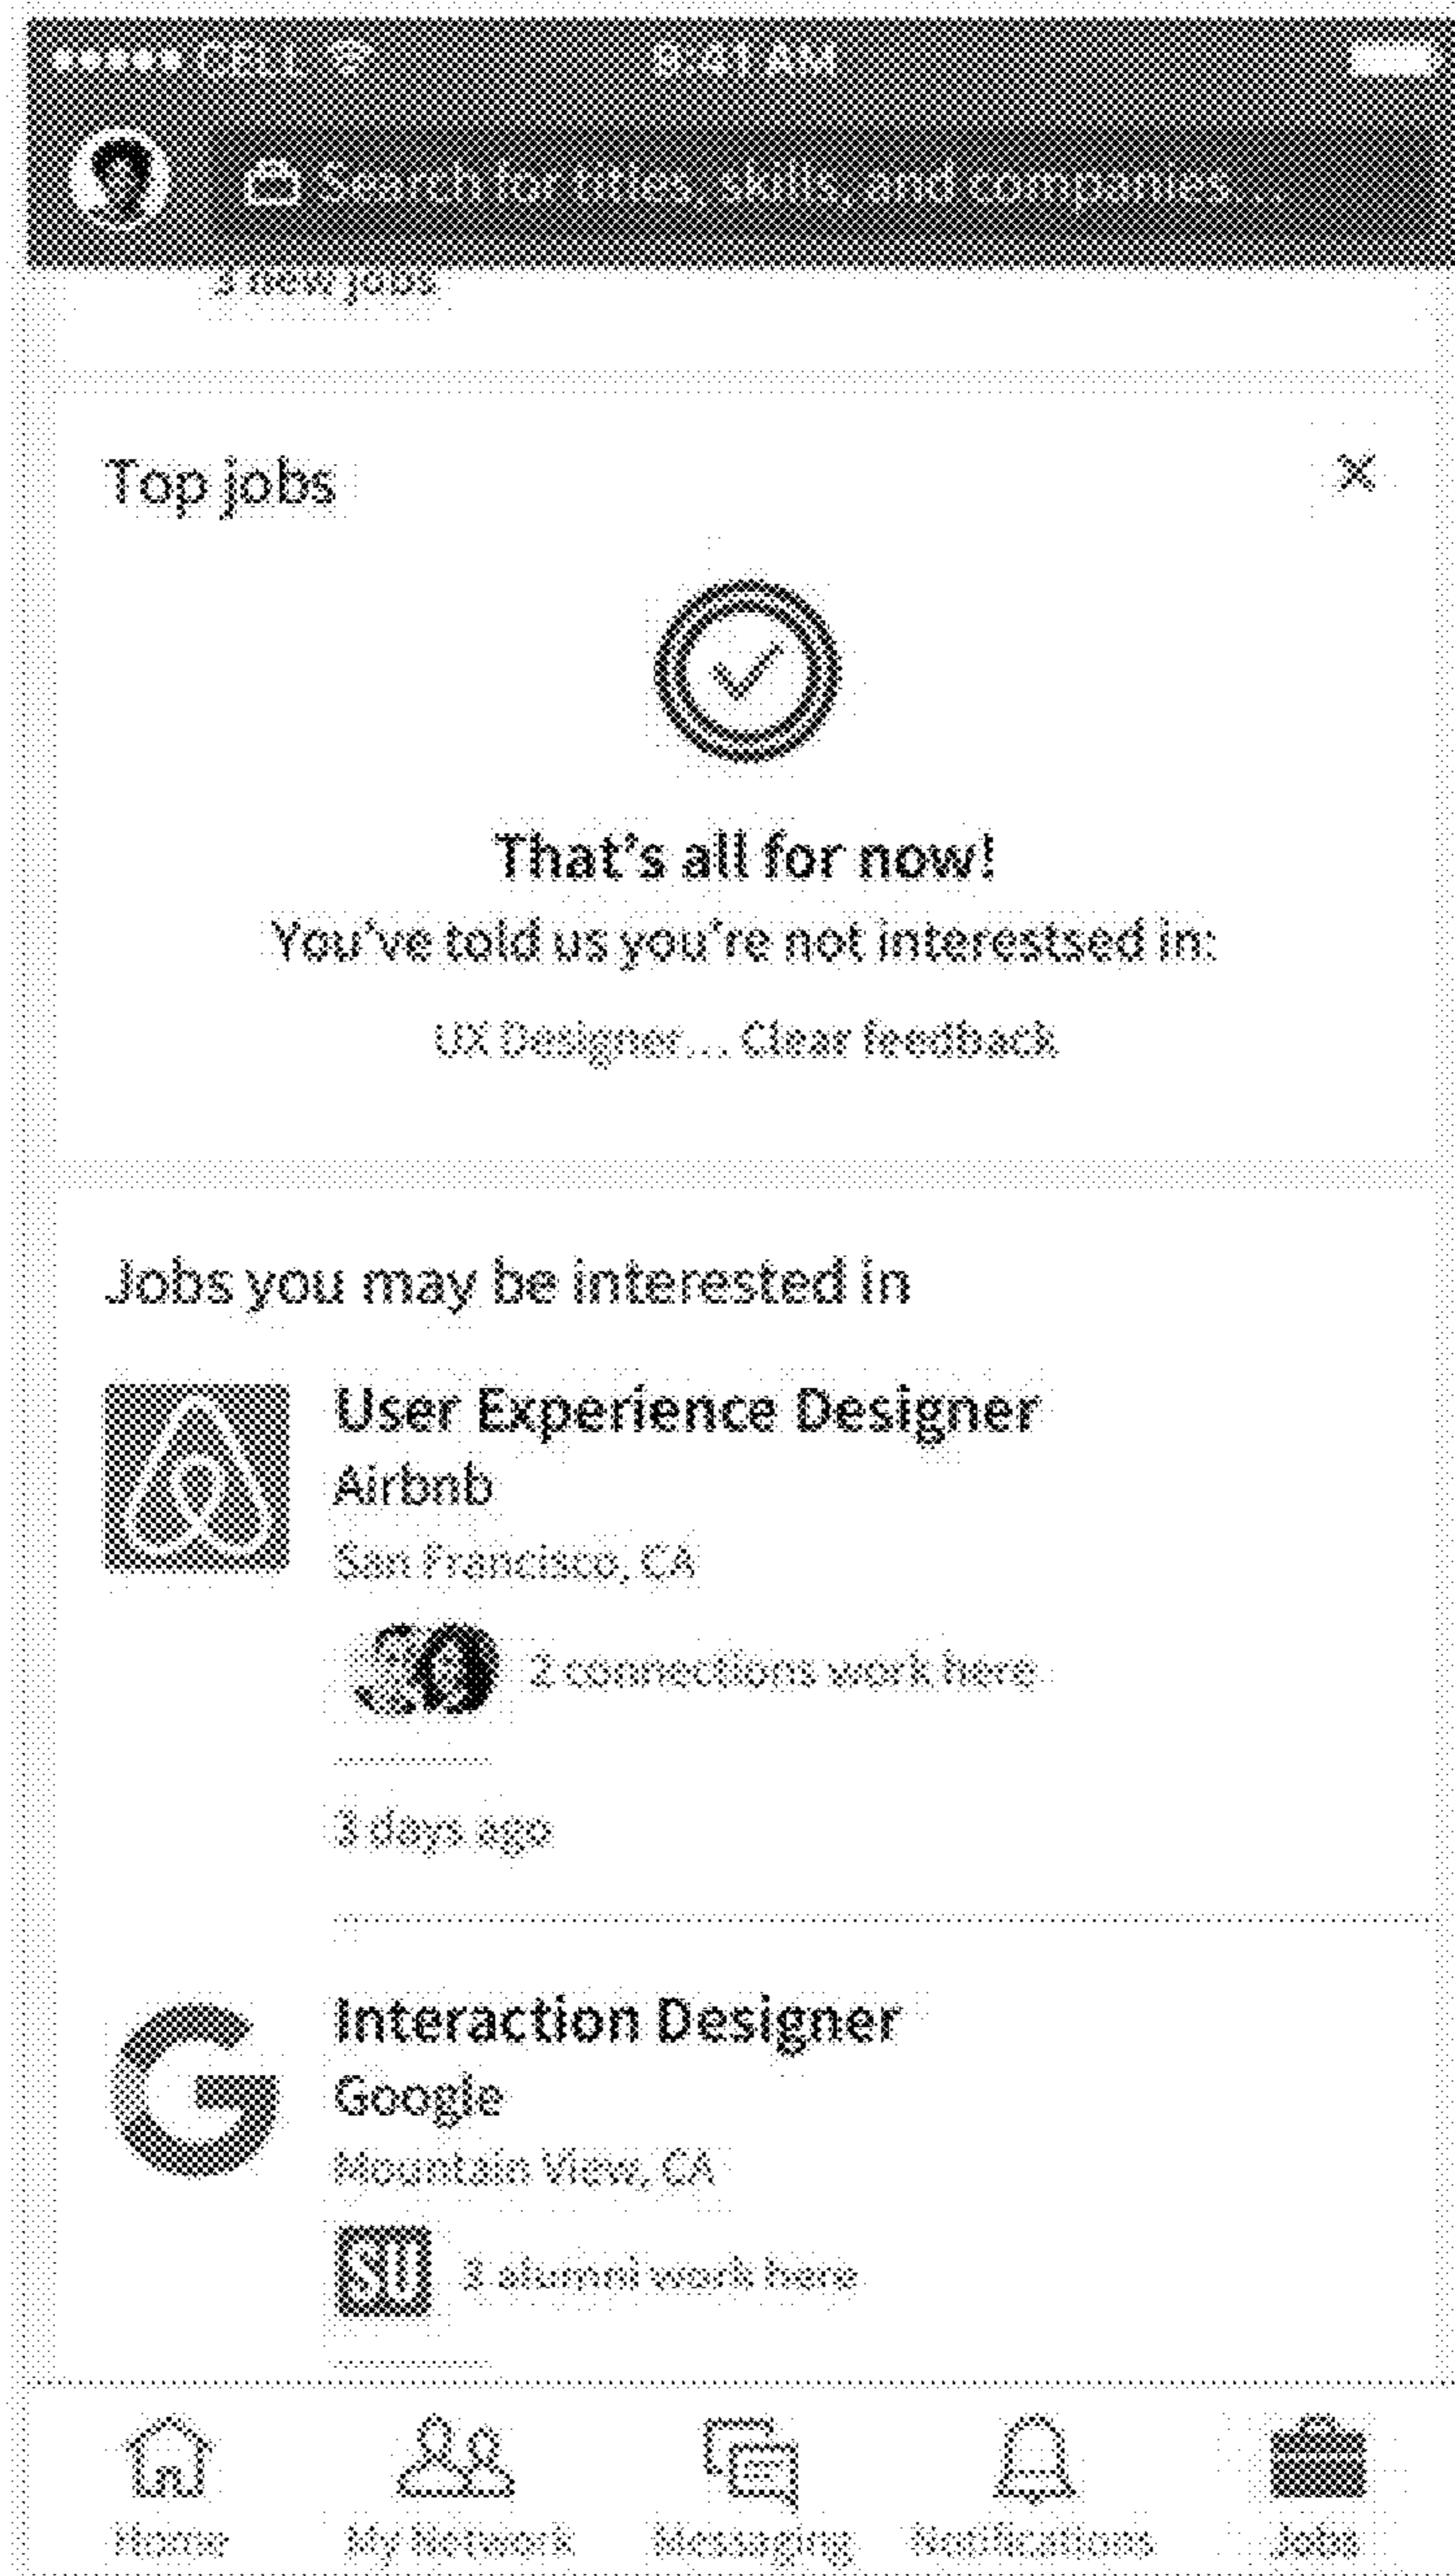 CELL 9:41 AM
Search for titles, skills, and companies...
3 new jobs
Top jobs
That's all for now!
You've told us you're not interestsed in:
UX Designer... Clear feedback
Jobs you may be interested in
User Experience Designer
Airbnb
San Francisco, CA
2 connections work here
3 days ago
Interaction Designer
Google
Mountain View, CA
SU
3 alumni work here
Home My Network Messaging Notifications Jobs